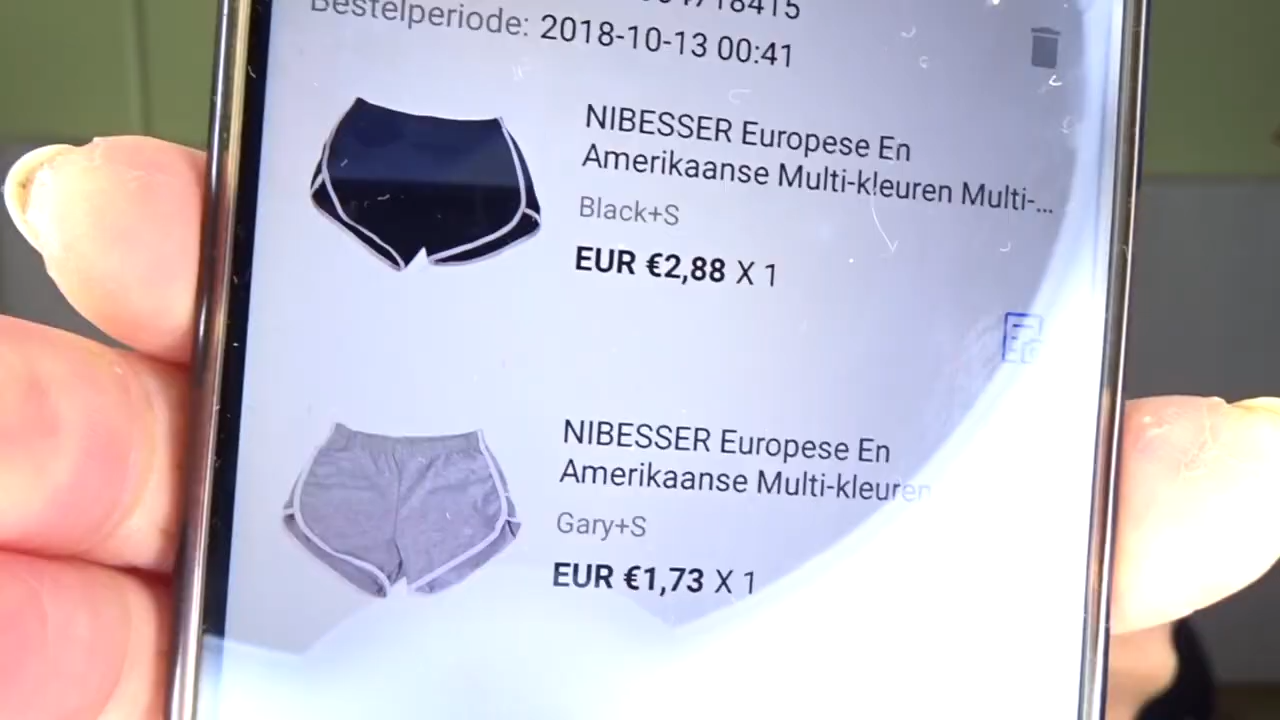 18415
Bestelperiode: 2018-10-13 00:41
NIBESSER Europese En
Amerikaanse Multi-kleuren Multi-...
Black+S
EUR €2,88 X 1
NIBESSER Europese En
Amerikaanse Multi-kleuren
Gary+S
EUR €1,73 X 1